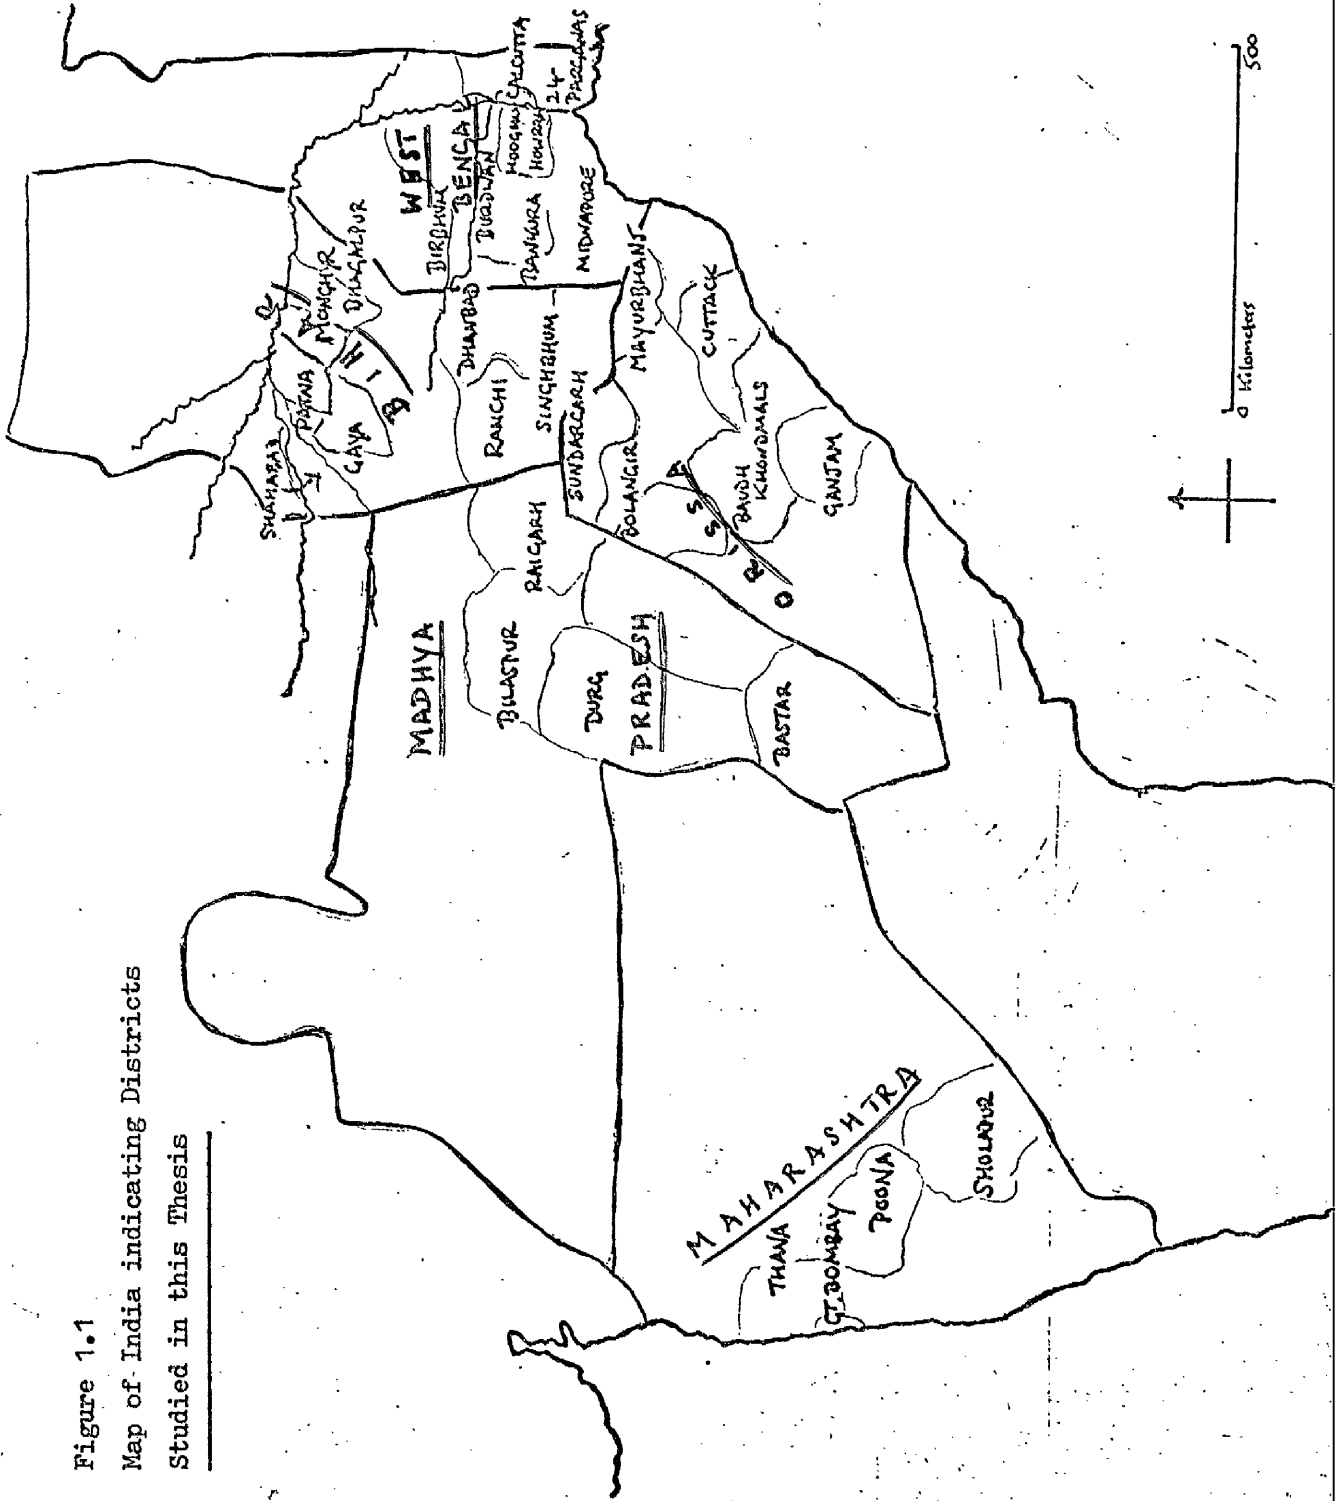 Figure 1.1
Map of India indicating Districts
Studied in this Thesis
SHAHABAD
PATNA
MONGHYR
BHAGALPUR
GAYA
BIHAR
WEST
BENGAL
BIRBHUM
BURDWAN
HOOGHLY
CALCUTTA
HOWRAH
24
PARGANAS
BANKURA
MIDNAPORE
DHANBAD
RANCHI
SINGHBHUM
MADHYA
PRADESH
RAIGARH
BILASPUR
DURG
BASTAR
SUNDARGARH
MAYURBHANJ
BOLANGIR
CUTTACK
ORISSA
BAUDH
KHONDMALS
GANJAM
MAHARASHTRA
THANA
GT. BOMBAY
POONA
SHOLAPUR
0 Kilometers 500